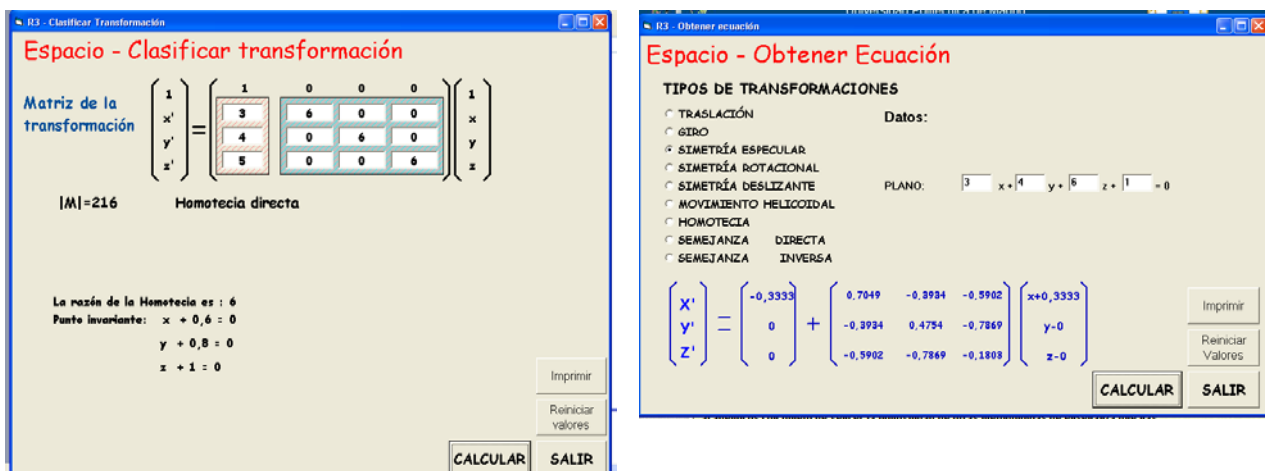 R3 - Clasificar Transformación
Espacio - Clasificar transformación
Matriz de la
transformación
1 1 0 0 0 1
x' = 3 6 0 0 x
y' 4 0 6 0 y
z' 5 0 0 6 z
|M|=216 Homotecia directa
La razón de la Homotecia es : 6
Punto invariante: x + 0,6 = 0
y + 0,8 = 0
z + 1 = 0
Imprimir
Reiniciar
valores
CALCULAR SALIR
R3 - Obtener ecuación
Espacio - Obtener Ecuación
TIPOS DE TRANSFORMACIONES
TRASLACIÓN
GIRO
SIMETRÍA ESPECULAR
SIMETRÍA ROTACIONAL
SIMETRÍA DESLIZANTE
MOVIMIENTO HELICOIDAL
HOMOTECIA
SEMEJANZA DIRECTA
SEMEJANZA INVERSA
Datos:
PLANO: 3 x + 4 y + 6 z + 1 = 0
X' -0,3333 0,7049 -0,3934 -0,5902 x+0,3333
Y' = 0 + -0,3934 0,4754 -0,7869 y-0
Z' 0 -0,5902 -0,7869 -0,1803 z-0
Imprimir
Reiniciar
Valores
CALCULAR SALIR